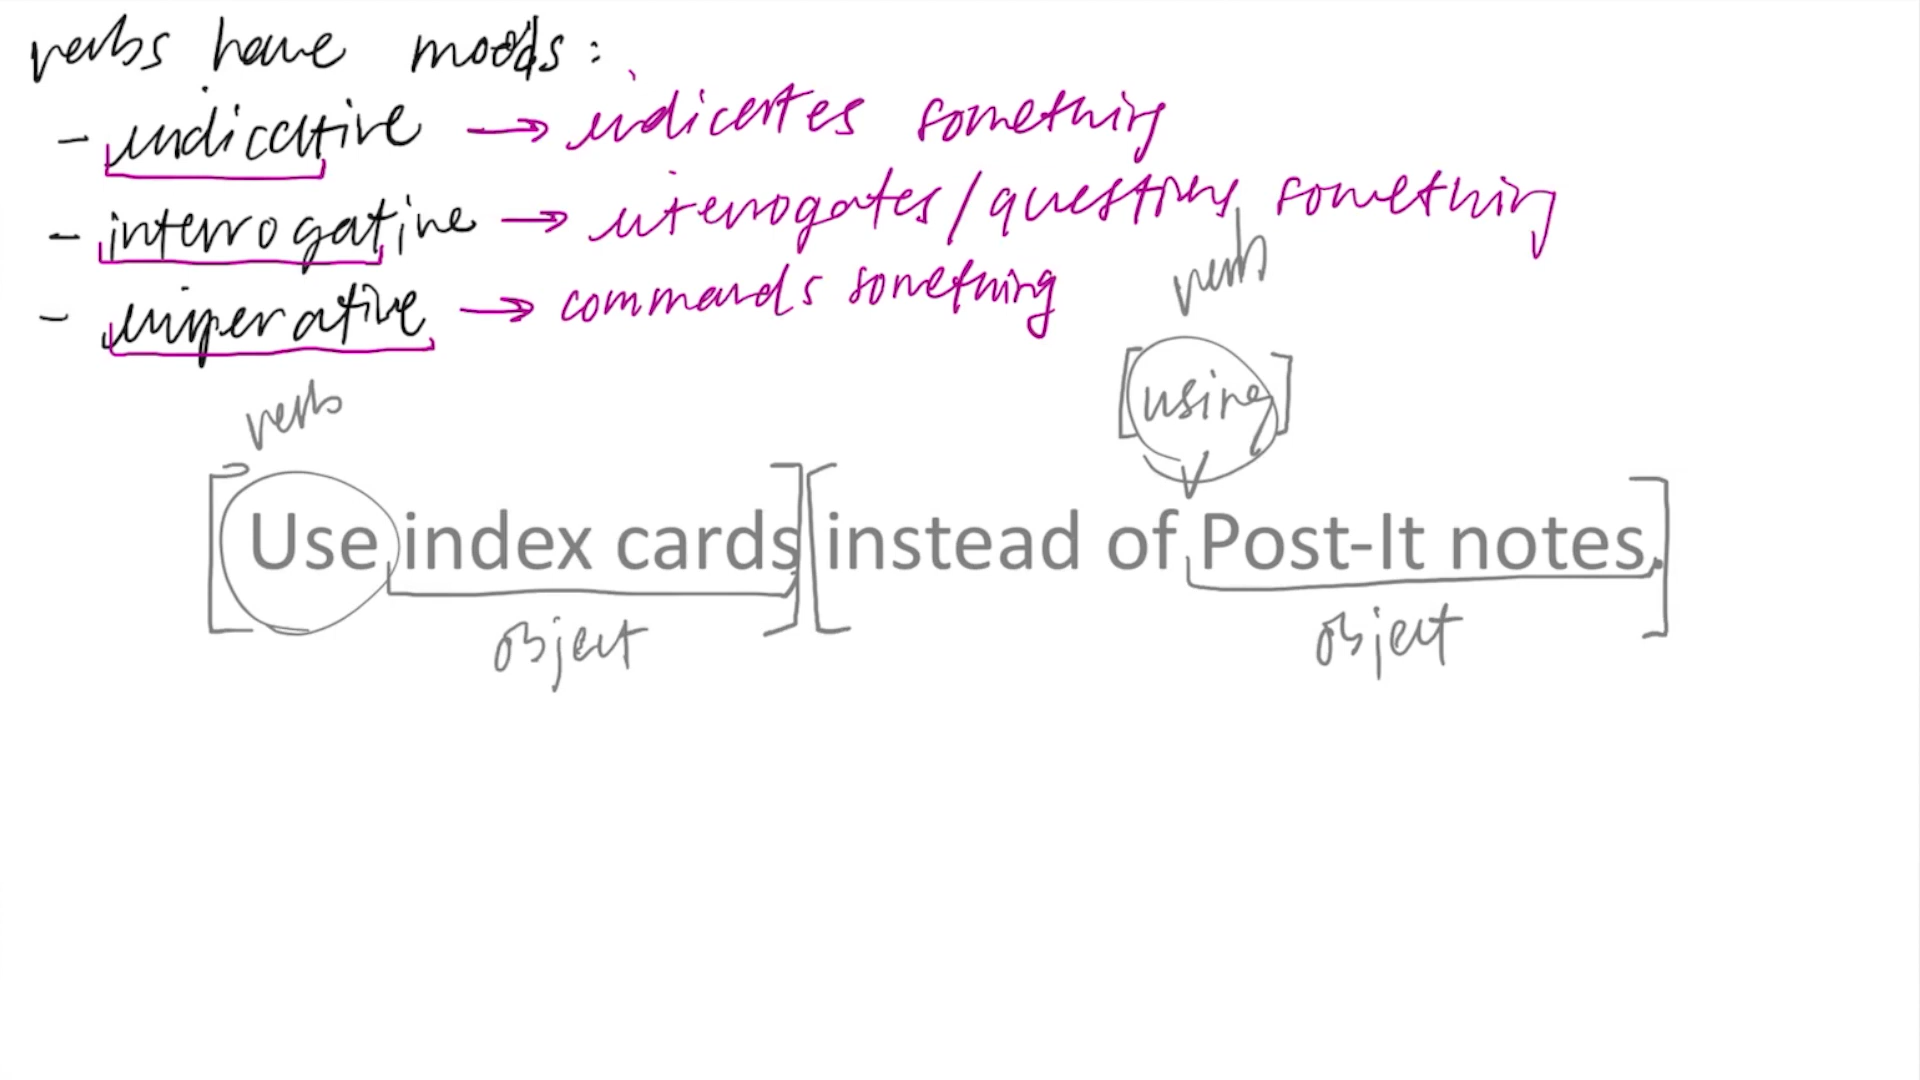 verbs have moods:
- indicative → indicates something
- interrogative → interrogates/questions something
- imperative → commands something
verb
verb
[using]
[Use index cards] [instead of Post-It notes.]
object
object